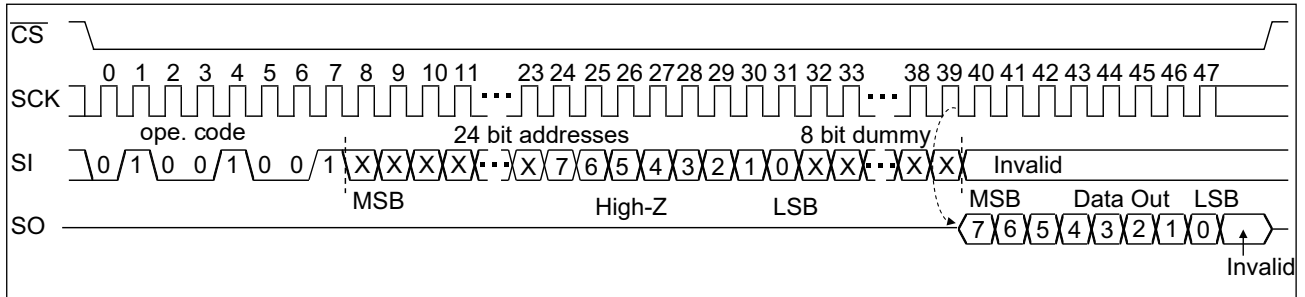 CS
0 1 2 3 4 5 6 7 8 9 10 11 23 24 25 26 27 28 29 30 31 32 33 38 39 40 41 42 43 44 45 46 47
SCK
ope. code 24 bit addresses 8 bit dummy
SI 0 1 0 0 1 0 0 1 X X X X X 7 6 5 4 3 2 1 0 X X X X Invalid
MSB High-Z LSB MSB Data Out LSB
SO 7 6 5 4 3 2 1 0
Invalid